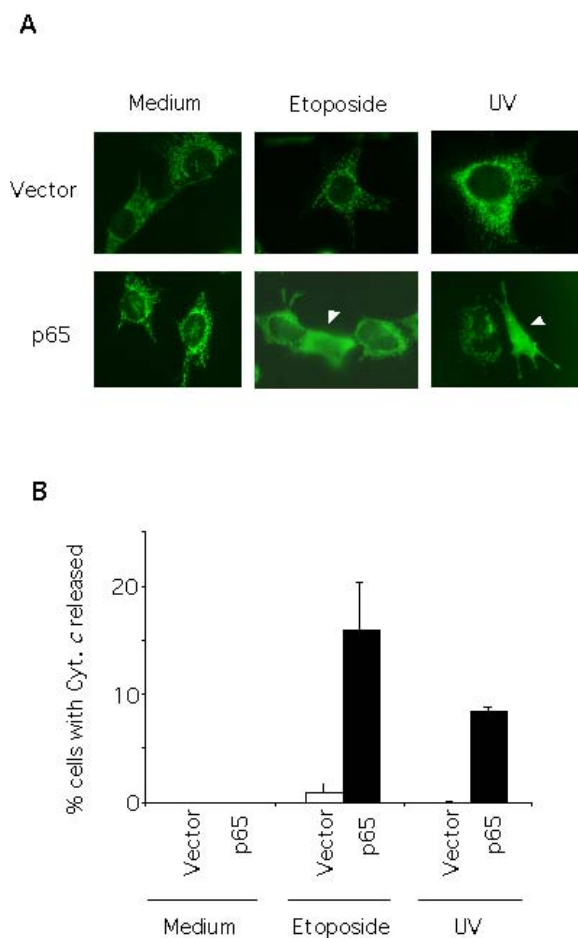 A
Medium Etoposide UV
Vector
p65
B
% cells with Cyt. c released
20
10
0
Vector p65 Vector p65 Vector p65
Medium Etoposide UV